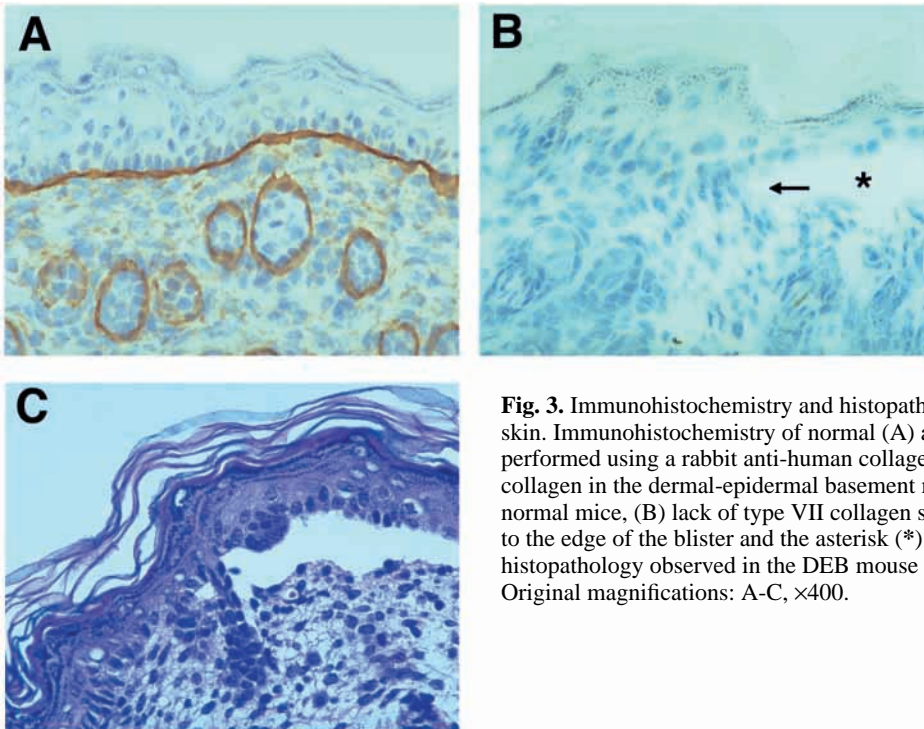 A
B
*
C
Fig. 3. Immunohistochemistry and histopath
skin. Immunohistochemistry of normal (A) a
performed using a rabbit anti-human collage
collagen in the dermal-epidermal basement
normal mice, (B) lack of type VII collagen s
to the edge of the blister and the asterisk (*)
histopathology observed in the DEB mouse
Original magnifications: A-C, ×400.